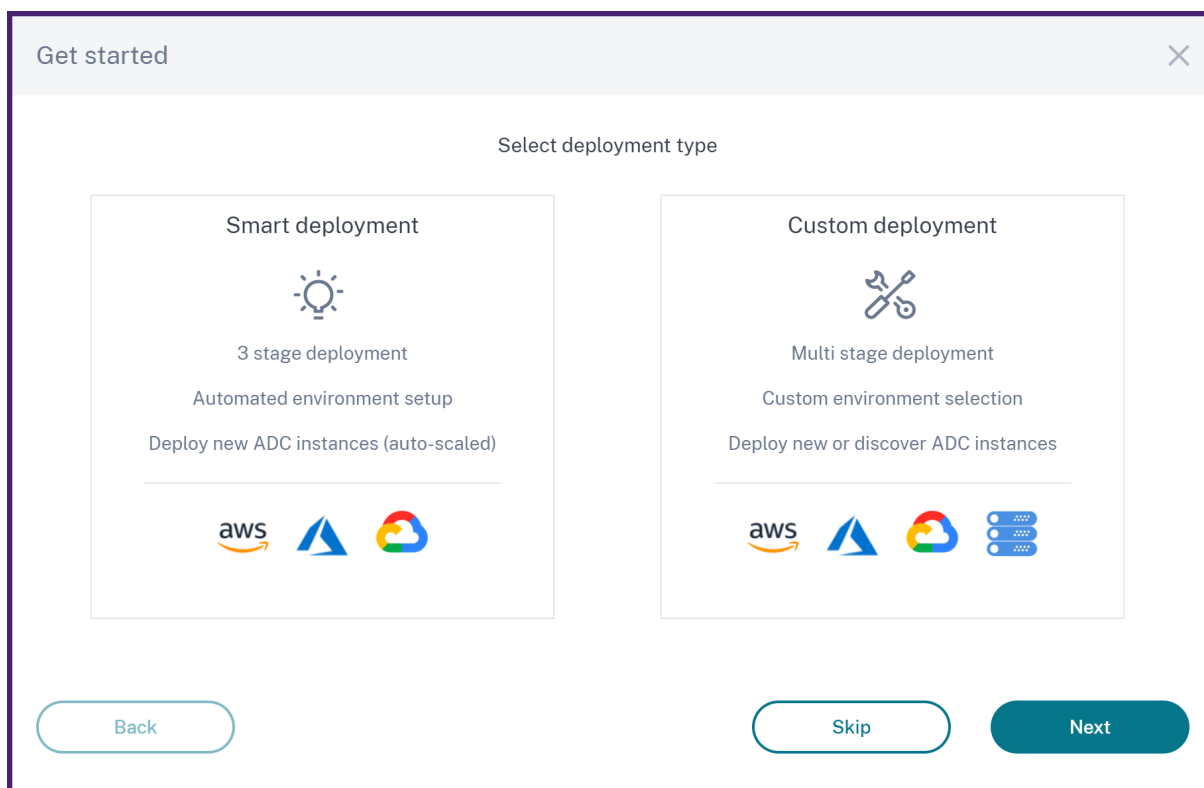 Get started
Select deployment type
Smart deployment
3 stage deployment
Automated environment setup
Deploy new ADC instances (auto-scaled)
aws
Custom deployment
Multi stage deployment
Custom environment selection
Deploy new or discover ADC instances
aws
Back
Skip
Next